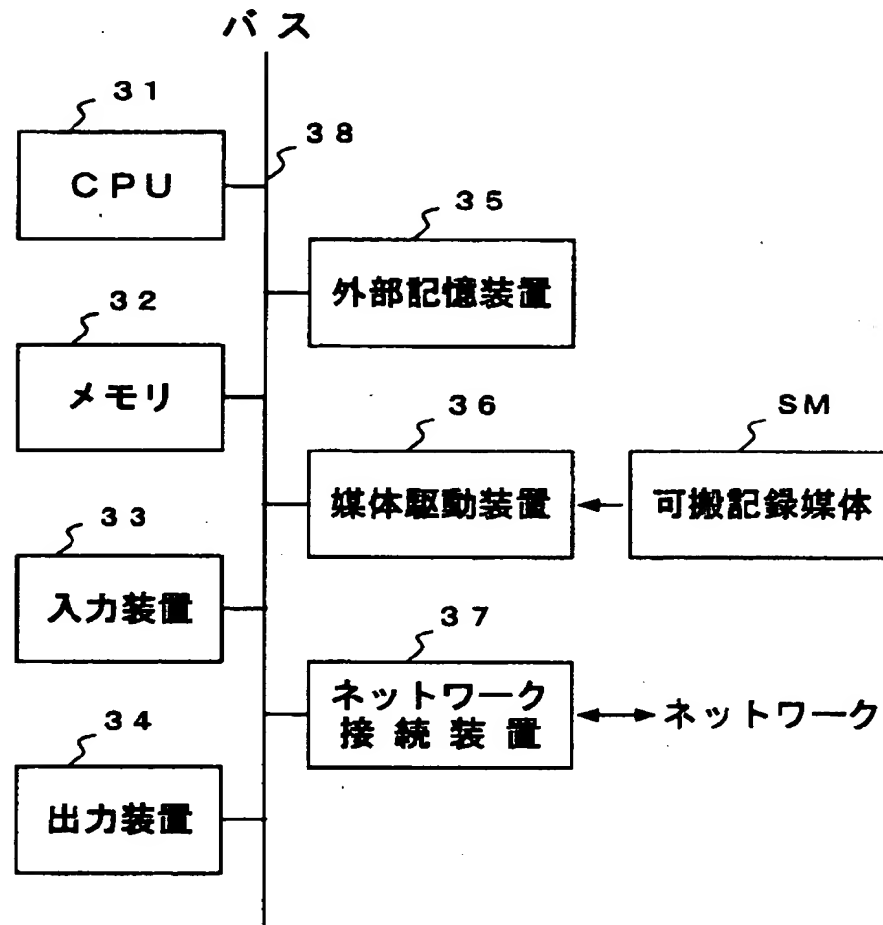 バス
31
CPU
38
35
外部記憶装置
32
メモリ
36
媒体駆動装置
SM
可搬記録媒体
33
入力装置
37
ネットワーク
接続装置
ネットワーク
34
出力装置